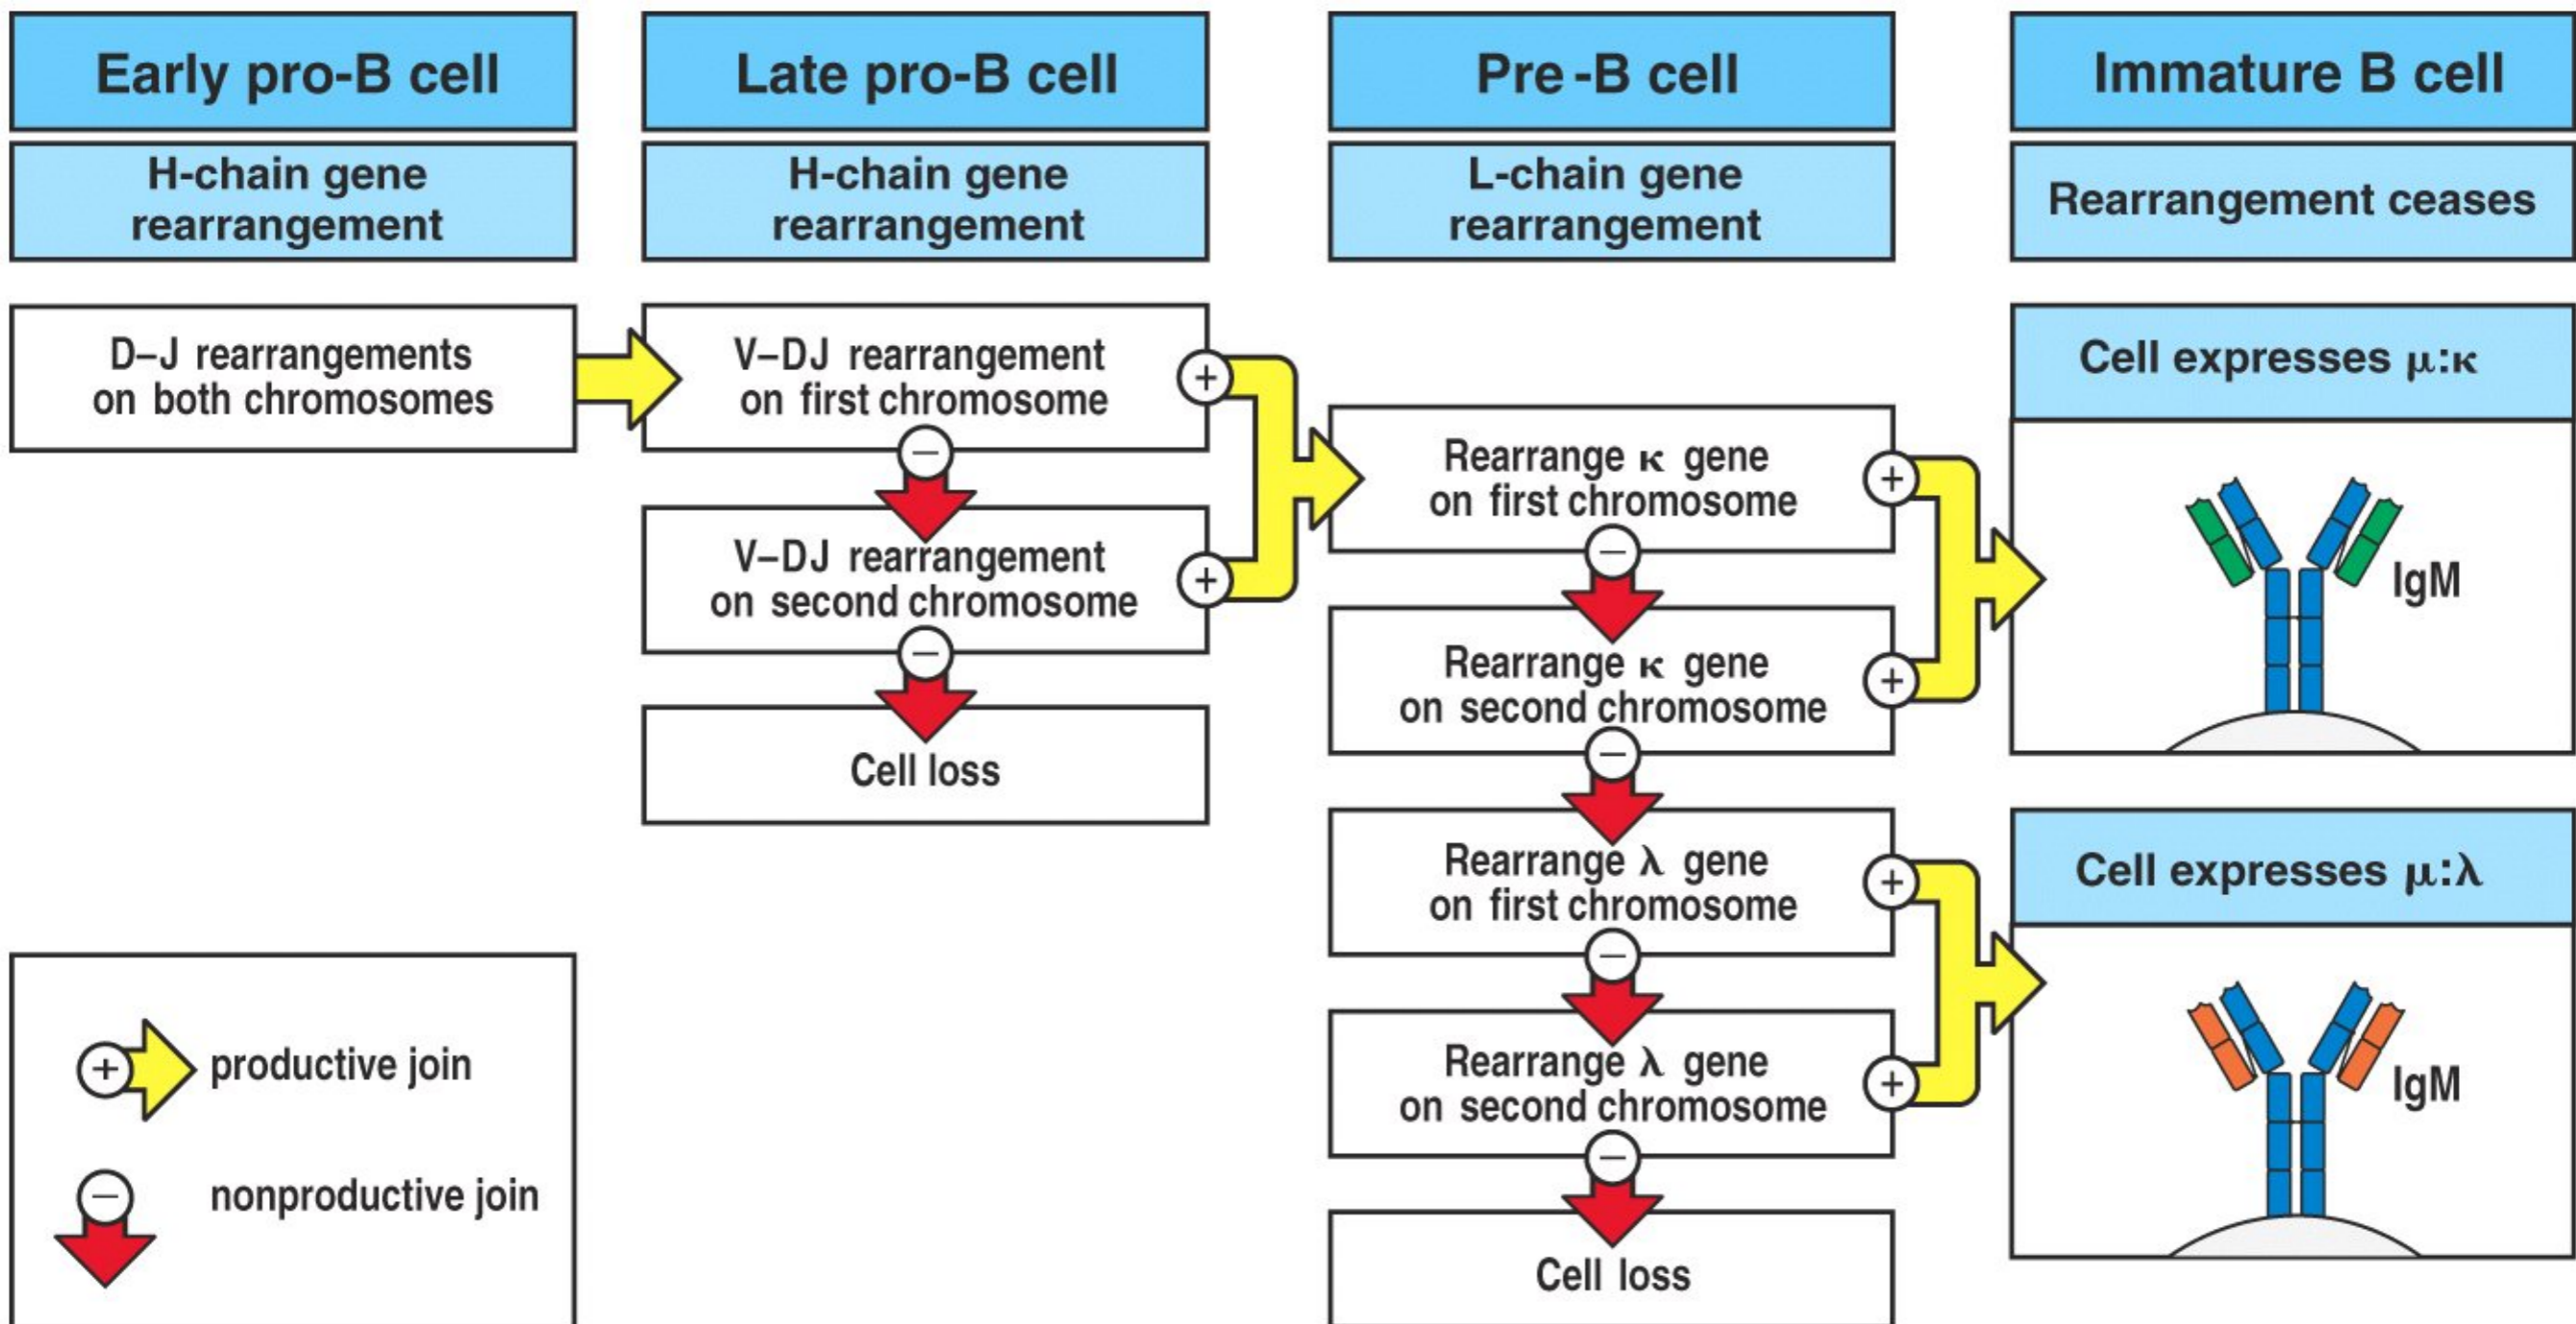 Early pro-B cell
H-chain gene
rearrangement
D–J rearrangements
on both chromosomes
Late pro-B cell
H-chain gene
rearrangement
V–DJ rearrangement
on first chromosome
+
−
V–DJ rearrangement
on second chromosome
+
−
Cell loss
Pre-B cell
L-chain gene
rearrangement
Rearrange κ gene
on first chromosome
+
−
Rearrange κ gene
on second chromosome
+
−
Rearrange λ gene
on first chromosome
+
−
Rearrange λ gene
on second chromosome
+
−
Cell loss
Immature B cell
Rearrangement ceases
Cell expresses μ:κ
IgM
Cell expresses μ:λ
IgM
+ productive join
− nonproductive join